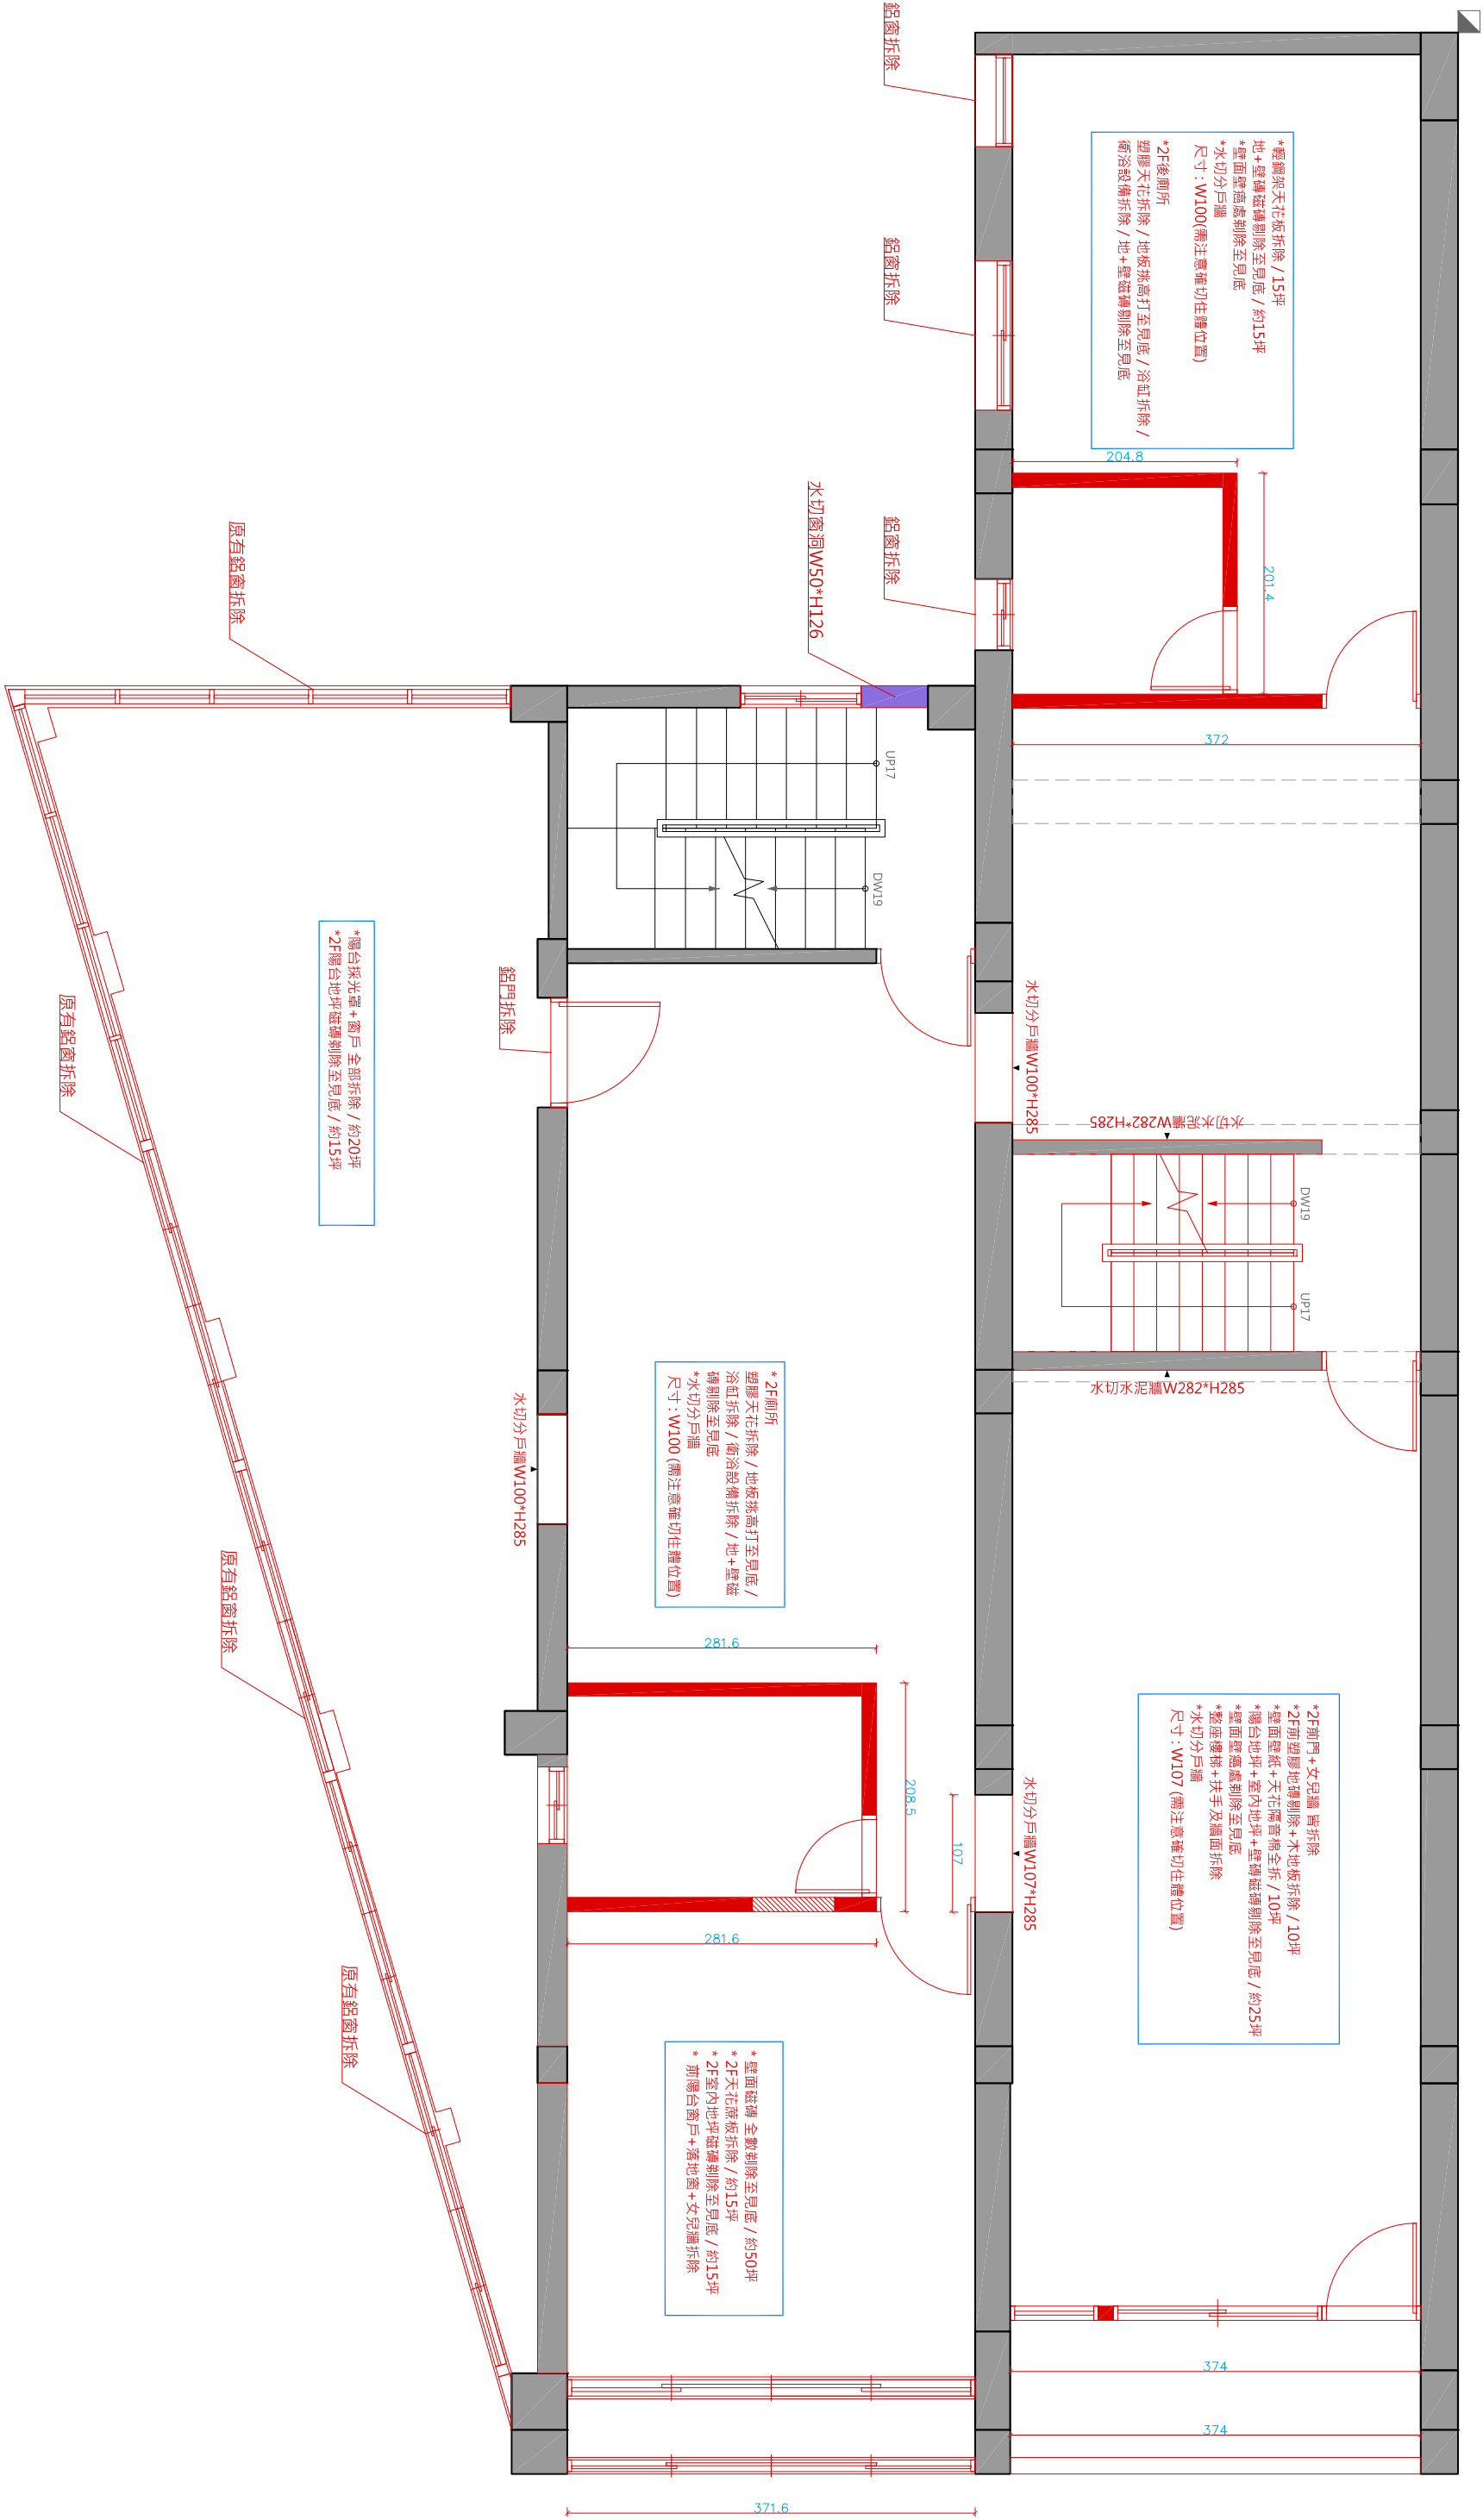 鋁窗拆除
*輕鋼架天花板拆除 / 15坪
地+壁磚磁磚剔除至見底 / 約15坪
*壁面壁癌處剃除至見底
*水切分戶牆
尺寸 : W100(需注意確切住體位置)
*2F後廁所
塑膠天花拆除 / 地板挑高打至見底 / 浴缸拆除 /
衛浴設備拆除 / 地+壁磁磚剔除至見底
鋁窗拆除
204.8
201.4
鋁窗拆除
水切窗洞W50*H126
原有鋁窗拆除
372
UP17
DW19
鋁門拆除
水切分戶牆W100*H285
*陽台採光罩+窗戶 全部拆除 / 約20坪
*2F陽台地坪磁磚剃除至見底 / 約15坪
原有鋁窗拆除
水切水泥牆W282*H285
DW19
UP17
水切水泥牆W282*H285
* 2F廁所
塑膠天花拆除 / 地板挑高打至見底 /
浴缸拆除 / 衛浴設備拆除 / 地+壁磁
磚剔除至見底
*水切分戶牆
尺寸 : W100 (需注意確切住體位置)
水切分戶牆W100*H285
原有鋁窗拆除
281.6
208.5
107
水切分戶牆W107*H285
281.6
*2F前門+女兒牆 皆拆除
*2F前塑膠地磚剔除+木地板拆除 / 10坪
*壁面壁紙+天花隔音棉全拆 / 10坪
*陽台地坪+室內地坪+壁磚磁磚剔除至見底 / 約25坪
*壁面壁癌處剃除至見底
*整座樓梯+扶手及牆面拆除
*水切分戶牆
尺寸 : W107 (需注意確切住體位置)
原有鋁窗拆除
* 壁面磁磚 全數剃除至見底 / 約50坪
* 2F天花蔗板拆除 / 約15坪
* 2F室內地坪磁磚剃除至見底 / 約15坪
* 前陽台窗戶+落地窗+女兒牆拆除
374
374
371.6